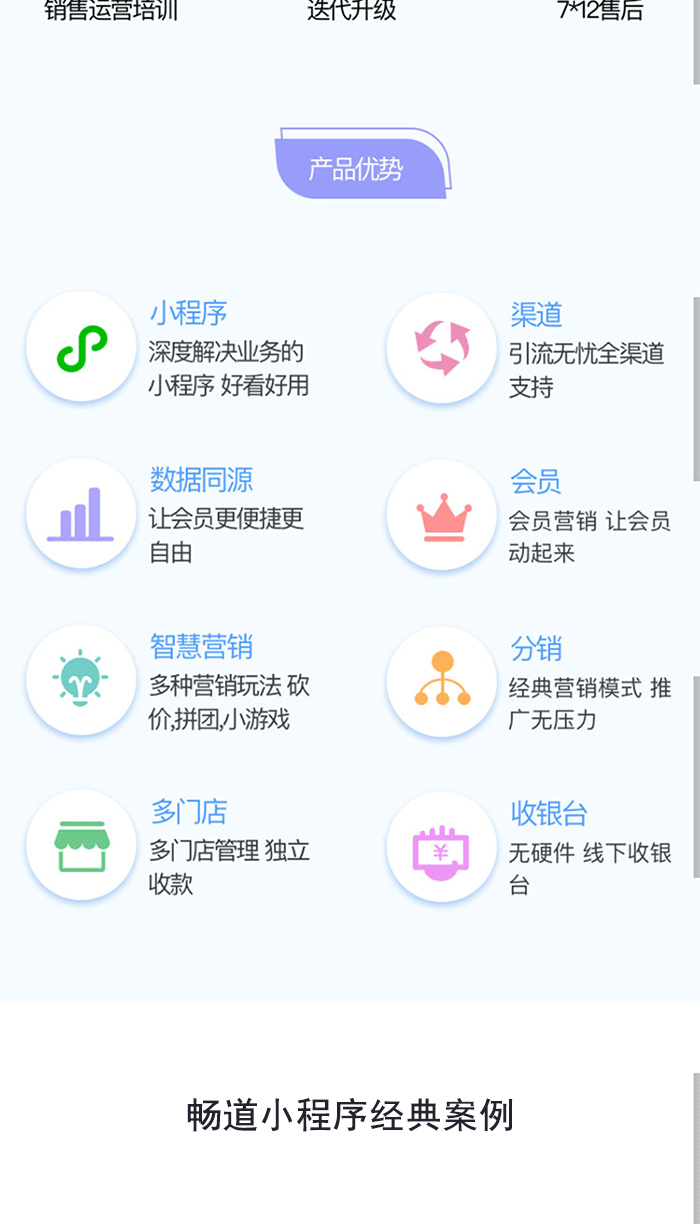 销售运营培训 迭代升级 7*12售后
产品优势
小程序
深度解决业务的
小程序 好看好用
渠道
引流无忧全渠道
支持
数据同源
让会员更便捷更
自由
会员
会员营销 让会员
动起来
智慧营销
多种营销玩法 砍
价,拼团,小游戏
分销
经典营销模式 推
广无压力
多门店
多门店管理 独立
收款
收银台
无硬件 线下收银
台
¥
畅道小程序经典案例